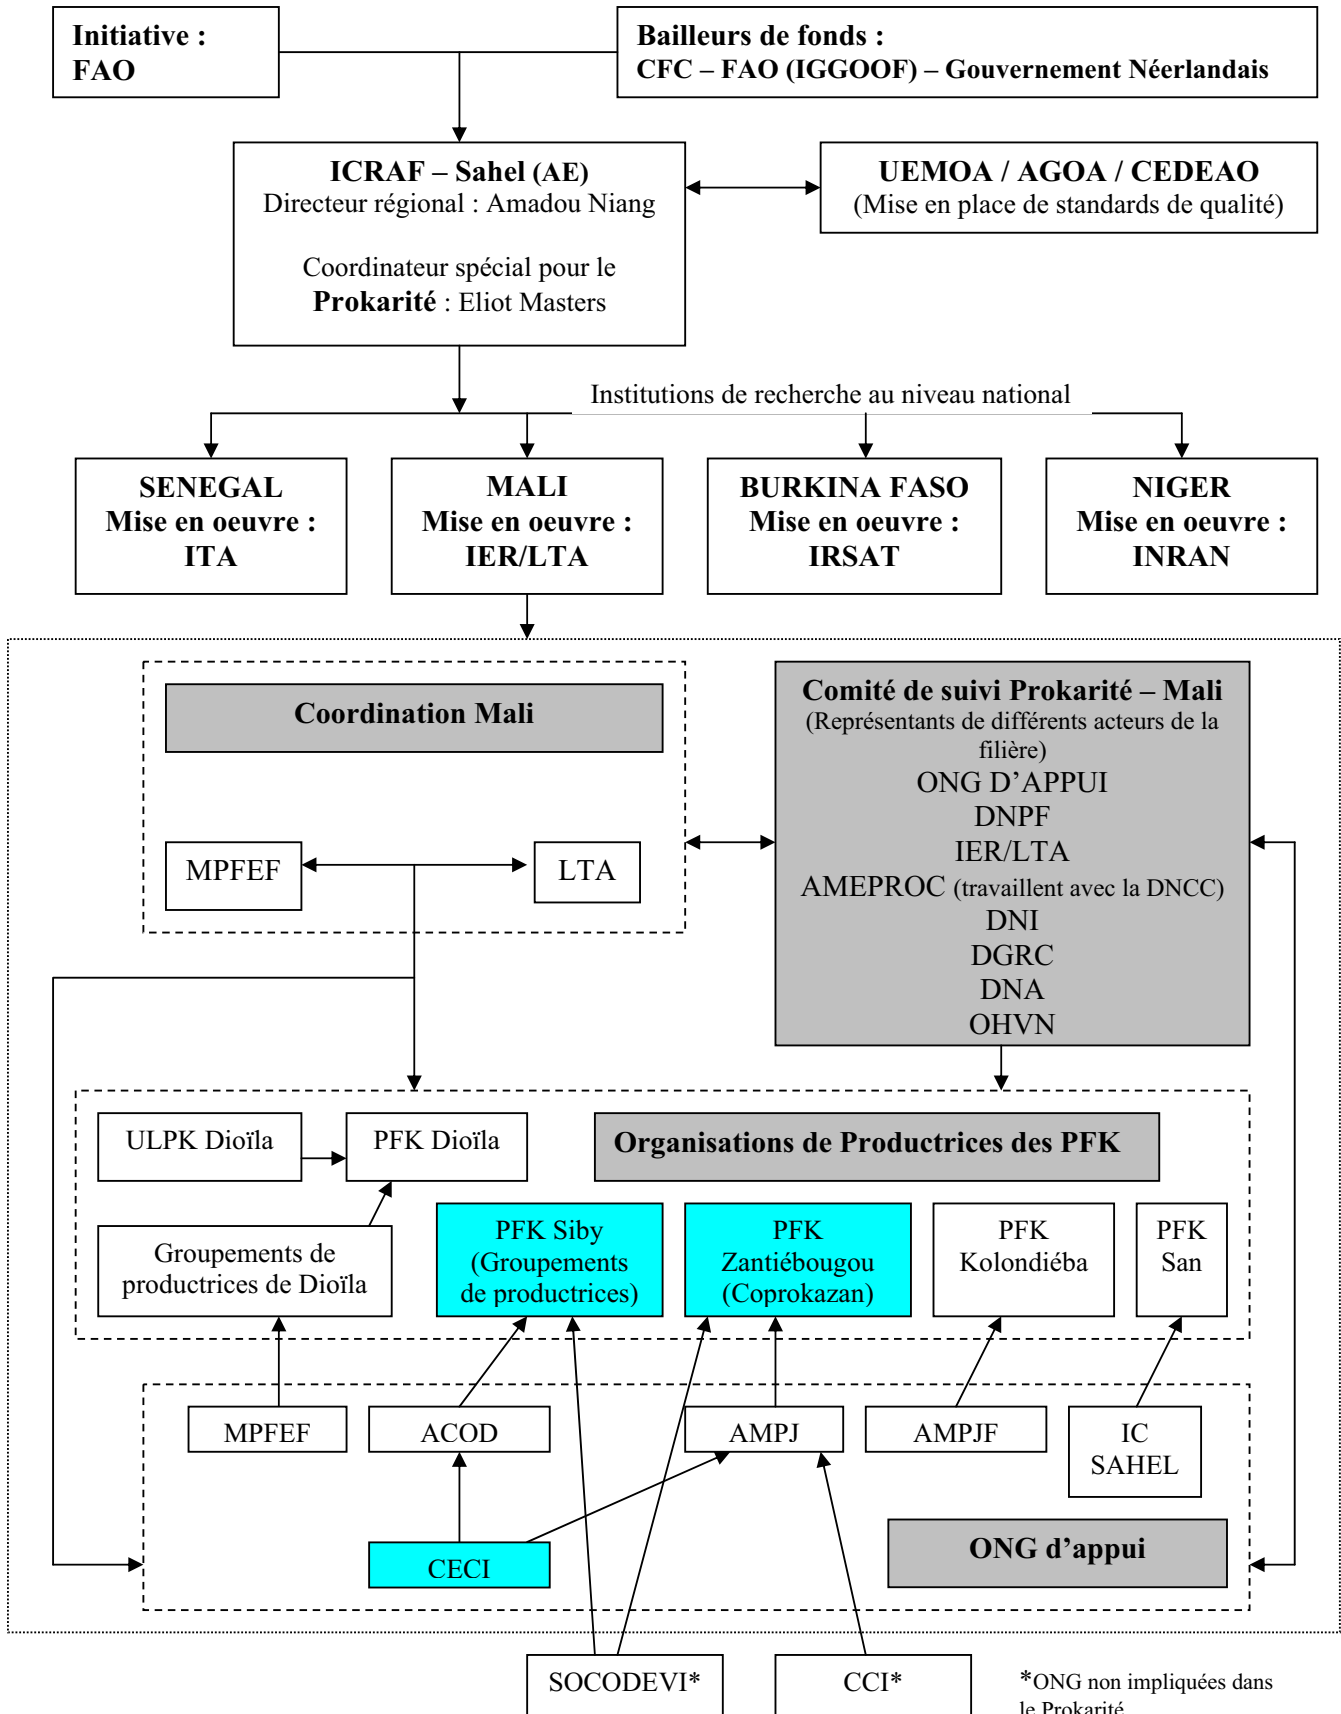 Initiative :
FAO
Bailleurs de fonds :
CFC – FAO (IGGOOF) – Gouvernement Néerlandais
ICRAF – Sahel (AE)
Directeur régional : Amadou Niang
Coordinateur spécial pour le
Prokarité : Eliot Masters
UEMOA / AGOA / CEDEAO
(Mise en place de standards de qualité)
Institutions de recherche au niveau national
SENEGAL
Mise en oeuvre :
ITA
MALI
Mise en oeuvre :
IER/LTA
BURKINA FASO
Mise en oeuvre :
IRSAT
NIGER
Mise en oeuvre :
INRAN
Coordination Mali
MPFEF
LTA
Comité de suivi Prokarité – Mali
(Représentants de différents acteurs de la
filière)
ONG D’APPUI
DNPF
IER/LTA
AMEPROC (travaillent avec la DNCC)
DNI
DGRC
DNA
OHVN
ULPK Dioïla
PFK Dioïla
Organisations de Productrices des PFK
Groupements de
productrices de Dioïla
PFK Siby
(Groupements
de productrices)
PFK
Zantiébougou
(Coprokazan)
PFK
Kolondiéba
PFK
San
MPFEF
ACOD
AMPJ
AMPJF
IC
SAHEL
CECI
ONG d’appui
SOCODEVI*
CCI*
*ONG non impliquées dans
le Prokarité